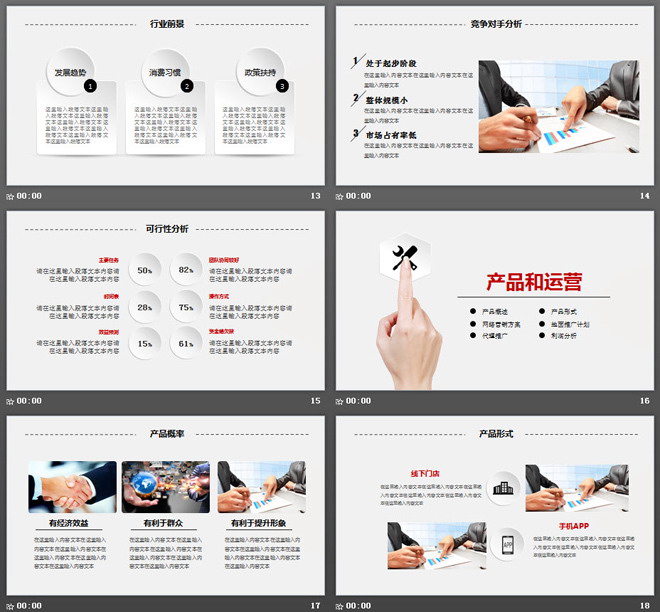 行业前景
发展趋势
1
消费习惯
2
政策扶持
3
这里输入段落文本这里输入段落文本这里输入段落文本这里输入段落文本这里输入段落文本这里输入段落文本这里输入段落文本
这里输入段落文本这里输入段落文本这里输入段落文本这里输入段落文本这里输入段落文本这里输入段落文本这里输入段落文本
这里输入段落文本这里输入段落文本这里输入段落文本这里输入段落文本这里输入段落文本这里输入段落文本这里输入段落文本
00:00
13
竞争对手分析
1 处于起步阶段
在这里输入内容文本在这里输入内容文本在这
里输入内容文本
2 整体规模小
在这里输入内容文本在这里输入内容文本在这
里输入内容文本
3 市场占有率低
在这里输入内容文本在这里输入内容文本在这
里输入内容文本
00:00
14
可行性分析
主要任务
请在这里输入段落文本内容请
在这里输入段落文本内容
50%
82%
团队协同较好
请在这里输入段落文本内容请
在这里输入段落文本内容
时间表
请在这里输入段落文本内容请
在这里输入段落文本内容
28%
75%
操作方式
请在这里输入段落文本内容请
在这里输入段落文本内容
效益预测
请在这里输入段落文本内容请
在这里输入段落文本内容
15%
61%
请在这里输入段落文本内容请
在这里输入段落文本内容
00:00
15
产品和运营
产品概述
产品形式
网络营销方案
地面推广计划
代理推广
利润分析
00:00
16
产品概率
有经济效益
在这里输入内容文本在这里输入内容文本在这里输入内容文本在这里输入内容文本在这里输入内容文本
有利于群众
在这里输入内容文本在这里输入内容文本在这里输入内容文本在这里输入内容文本在这里输入内容文本
有利于提升形象
在这里输入内容文本在这里输入内容文本在这里输入内容文本在这里输入内容文本在这里输入内容文本
00:00
17
产品形式
线下门店
在这里输入内容文本在这里输入内容文本在这里输入内容文本在这里输入内容文本在这里输入内容文本
手机APP
APP
在这里输入内容文本在这里输入内容文本在这里输入内容文本在这里输入内容文本在这里输入内容文本
00:00
18